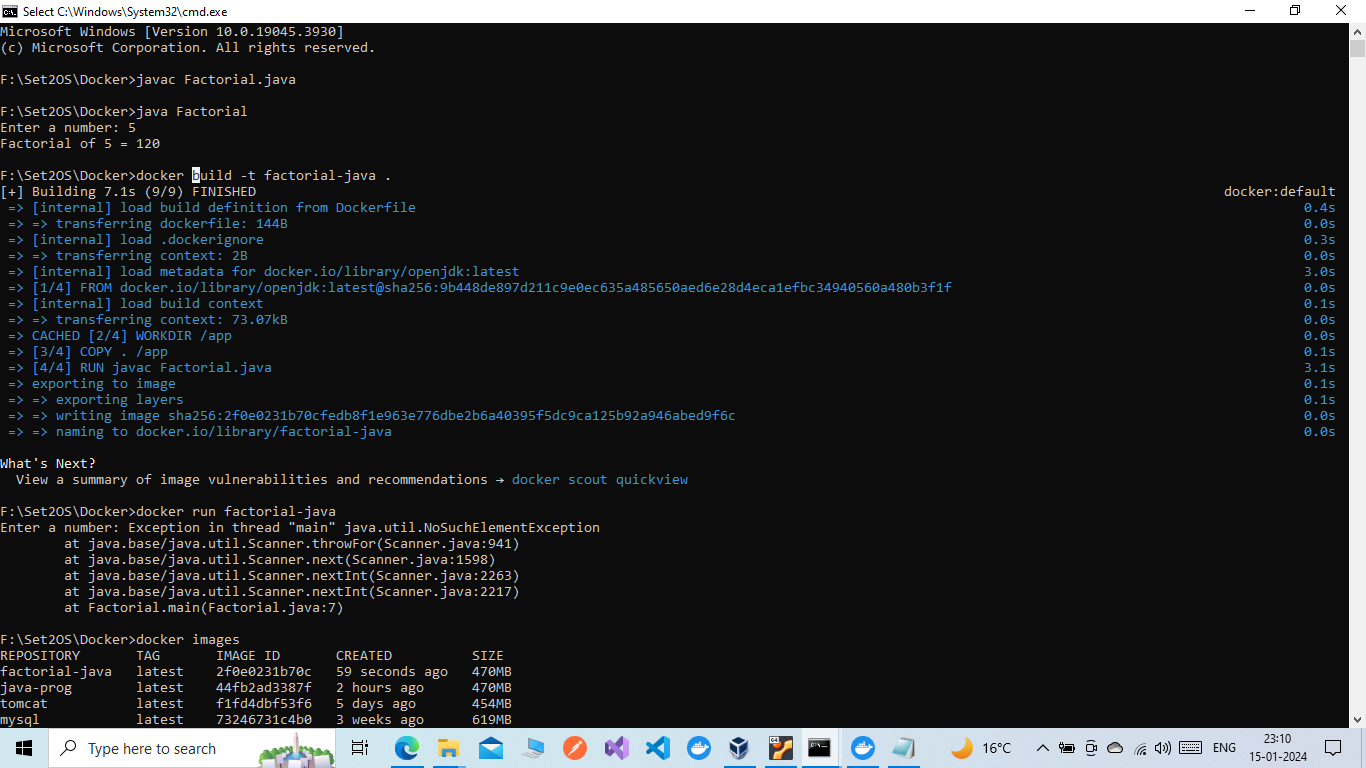 Select C:\Windows\System32\cmd.exe
Microsoft Windows [Version 10.0.19045.3930]
(c) Microsoft Corporation. All rights reserved.
F:\Set2OS\Docker>javac Factorial.java
F:\Set2OS\Docker>java Factorial
Enter a number: 5
Factorial of 5 = 120
F:\Set2OS\Docker>docker build -t factorial-java .
[+] Building 7.1s (9/9) FINISHED docker:default
=> [internal] load build definition from Dockerfile 0.4s
=> => transferring dockerfile: 144B 0.0s
=> [internal] load .dockerignore 0.3s
=> => transferring context: 2B 0.0s
=> [internal] load metadata for docker.io/library/openjdk:latest 3.0s
=> [1/4] FROM docker.io/library/openjdk:latest@sha256:9b448de897d211c9e0ec635a485650aed6e28d4eca1efbc34940560a480b3f1f 0.0s
=> [internal] load build context 0.1s
=> => transferring context: 73.07kB 0.0s
=> CACHED [2/4] WORKDIR /app 0.0s
=> [3/4] COPY . /app 0.1s
=> [4/4] RUN javac Factorial.java 3.1s
=> exporting to image 0.1s
=> => exporting layers 0.1s
=> => writing image sha256:2f0e0231b70cfedb8f1e963e776dbe2b6a40395f5dc9ca125b92a946abed9f6c 0.0s
=> => naming to docker.io/library/factorial-java 0.0s
What's Next?
View a summary of image vulnerabilities and recommendations → docker scout quickview
F:\Set2OS\Docker>docker run factorial-java
Enter a number: Exception in thread "main" java.util.NoSuchElementException
at java.base/java.util.Scanner.throwFor(Scanner.java:941)
at java.base/java.util.Scanner.next(Scanner.java:1598)
at java.base/java.util.Scanner.nextInt(Scanner.java:2263)
at java.base/java.util.Scanner.nextInt(Scanner.java:2217)
at Factorial.main(Factorial.java:7)
F:\Set2OS\Docker>docker images
REPOSITORY TAG IMAGE ID CREATED SIZE
factorial-java latest 2f0e0231b70c 59 seconds ago 470MB
java-prog latest 44fb2ad3387f 2 hours ago 470MB
tomcat latest f1fd4dbf53f6 5 days ago 454MB
mysql latest 73246731c4b0 3 weeks ago 619MB
Type here to search
16°C
ENG
23:10
15-01-2024